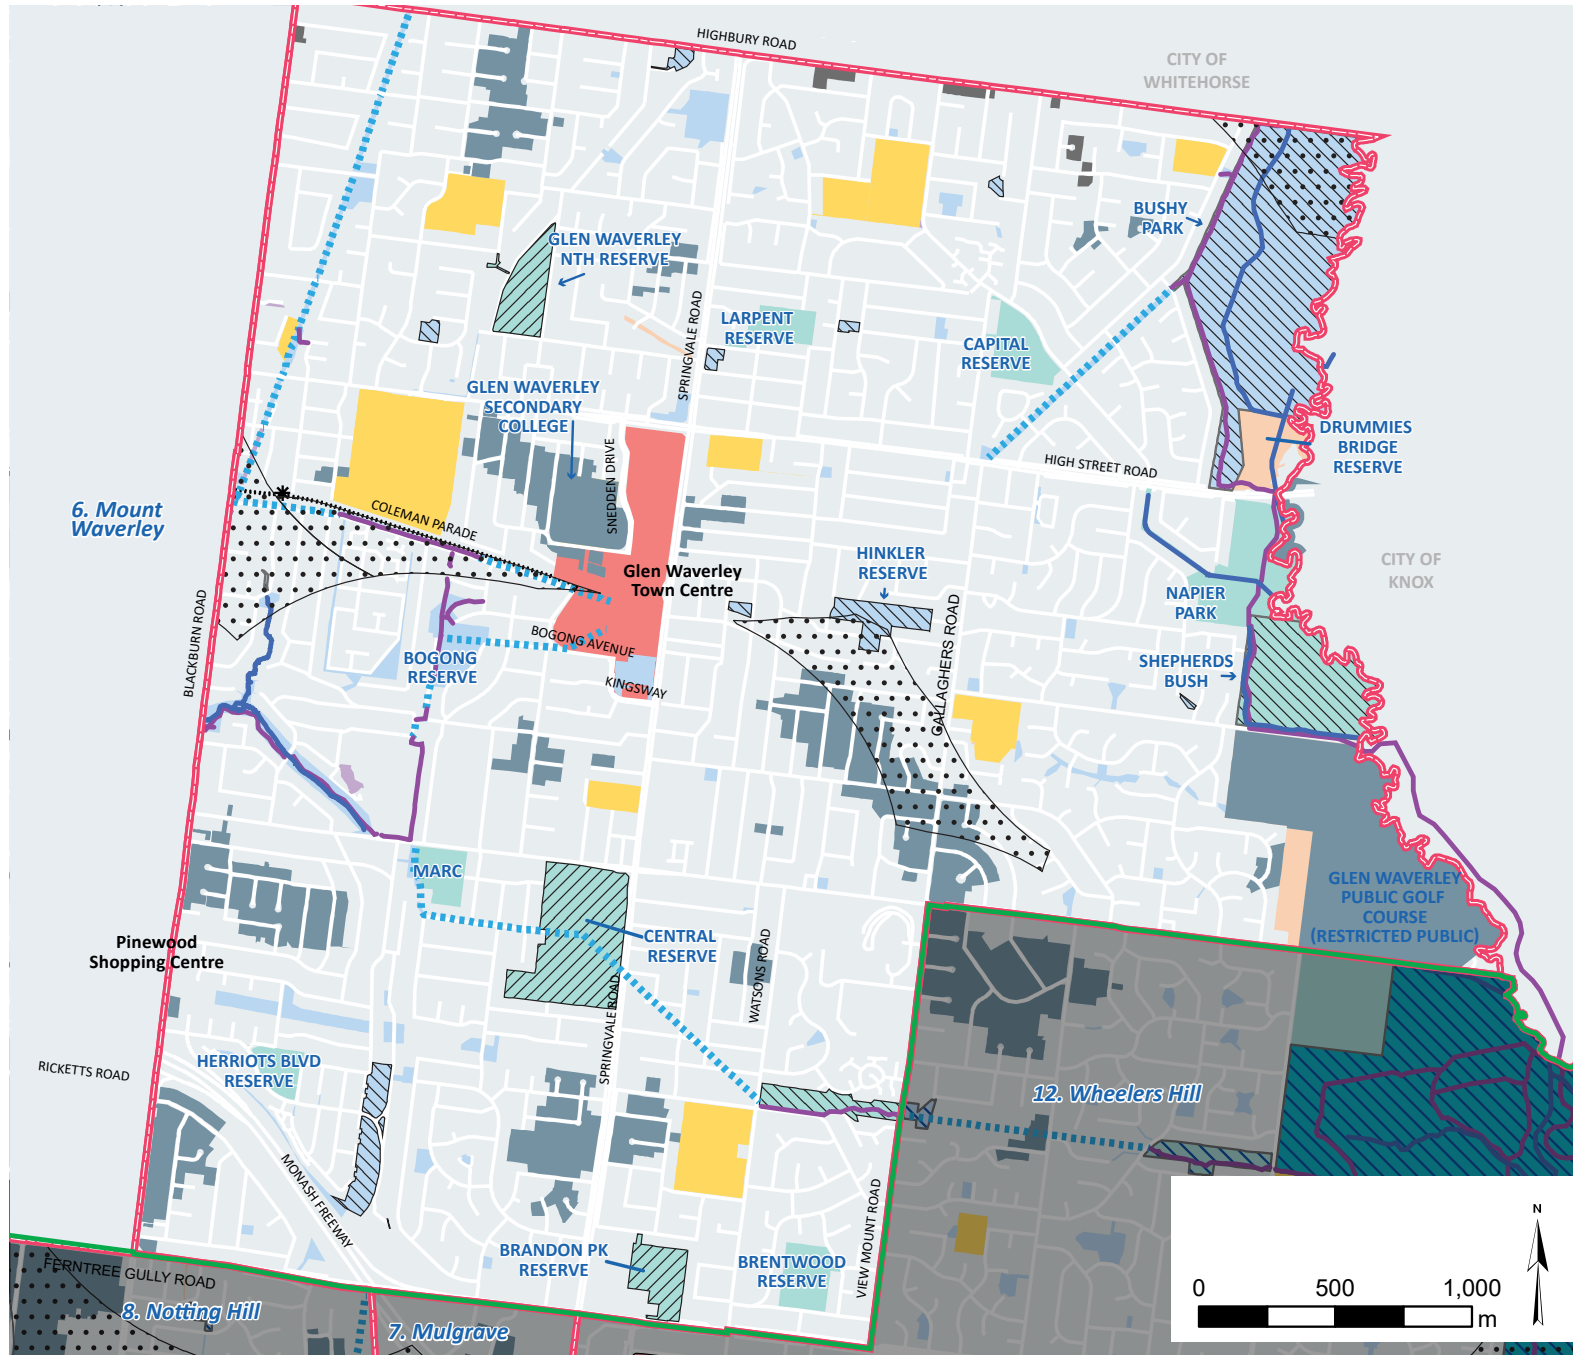 HIGHBURY ROAD
CITY OF
WHITEHORSE
BUSHY
PARK
GLEN WAVERLEY
NTH RESERVE
SPRINGVALE ROAD
LARPENT
RESERVE
CAPITAL
RESERVE
GLEN WAVERLEY
SECONDARY
COLLEGE
SNEDDEN DRIVE
DRUMMIES
BRIDGE
RESERVE
HIGH STREET ROAD
6. Mount
Waverley
COLEMAN PARADE
Glen Waverley
Town Centre
HINKLER
RESERVE
CITY OF
KNOX
NAPIER
PARK
BLACKBURN ROAD
BOGONG AVENUE
BOGONG
RESERVE
KINGSWAY
GALLAGHERS ROAD
SHEPHERDS
BUSH
MARC
GLEN WAVERLEY
PUBLIC GOLF
COURSE
(RESTRICTED PUBLIC)
Pinewood
Shopping Centre
CENTRAL
RESERVE
WATSONS ROAD
SPRINGVALE ROAD
RICKETTS ROAD
HERRIOTS BLVD
RESERVE
12. Wheelers Hill
MONASH FREEWAY
VIEW MOUNT ROAD
BRANDON PK
RESERVE
BRENTWOOD
RESERVE
FERNTREE GULLY ROAD
8. Notting Hill
7. Mulgrave
N
0 500 1,000
m